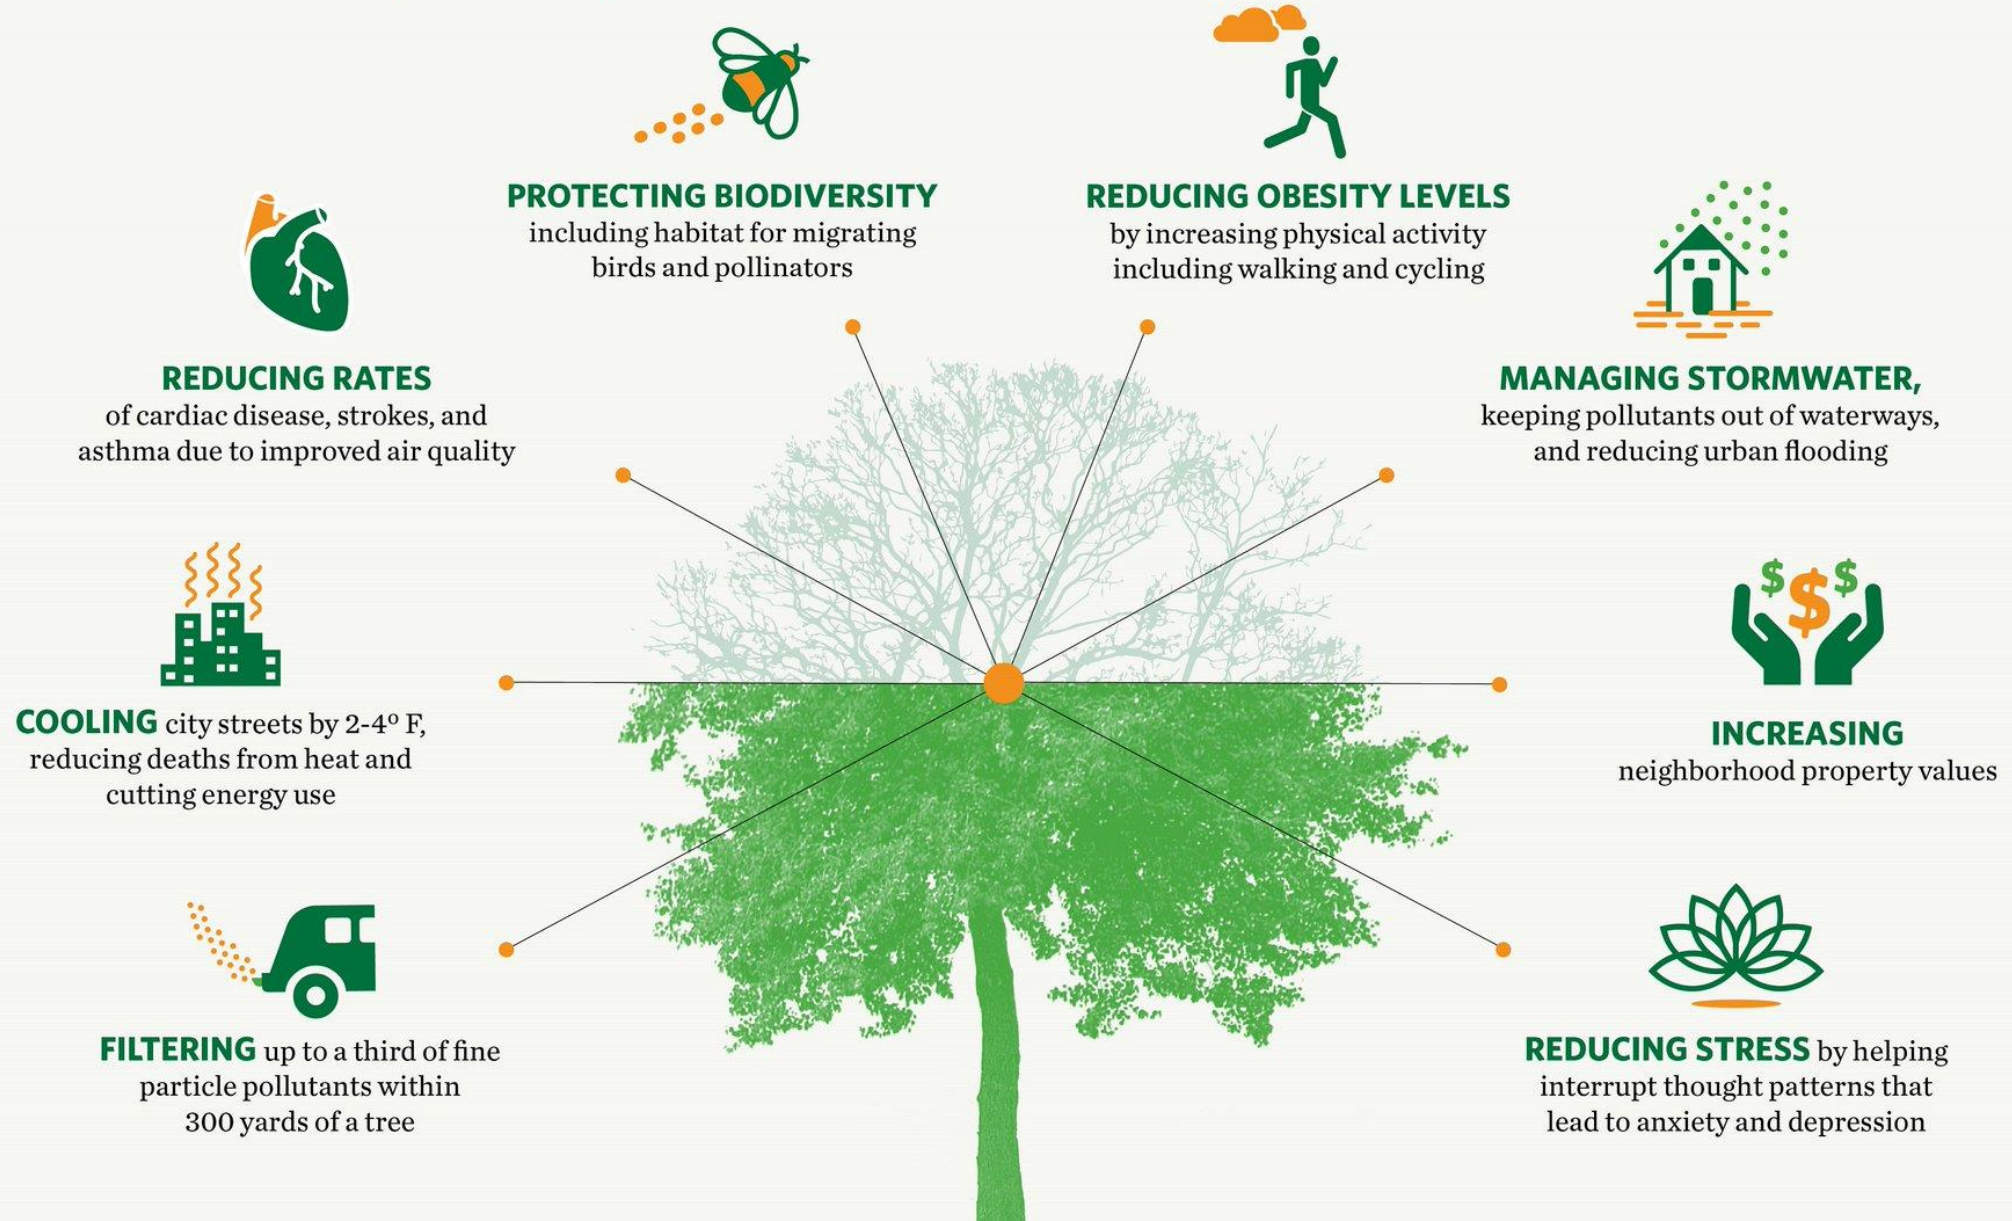 PROTECTING BIODIVERSITY
including habitat for migrating
birds and pollinators
REDUCING OBESITY LEVELS
by increasing physical activity
including walking and cycling
REDUCING RATES
of cardiac disease, strokes, and
asthma due to improved air quality
MANAGING STORMWATER,
keeping pollutants out of waterways,
and reducing urban flooding
COOLING city streets by 2-4º F,
reducing deaths from heat and
cutting energy use
$ $ $
INCREASING
neighborhood property values
FILTERING up to a third of fine
particle pollutants within
300 yards of a tree
REDUCING STRESS by helping
interrupt thought patterns that
lead to anxiety and depression